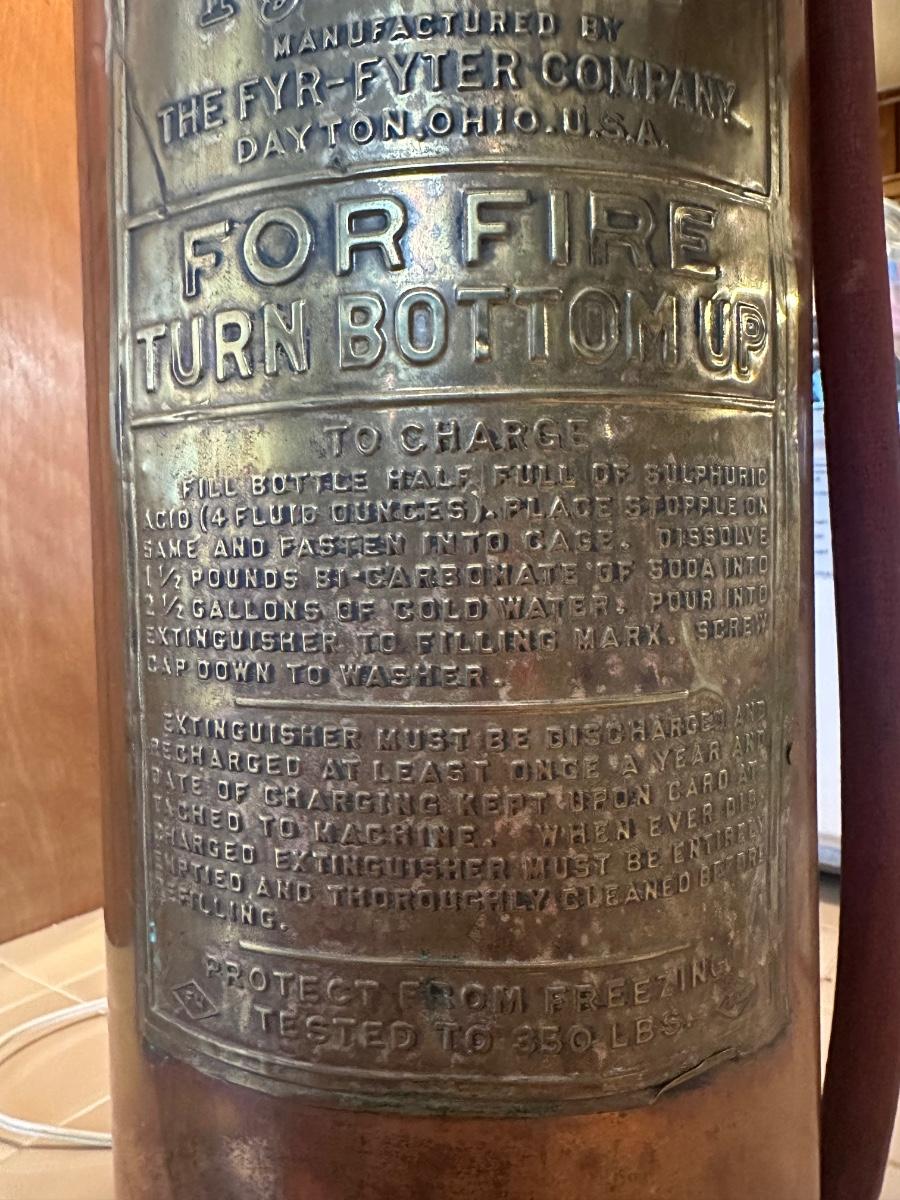 MANUFACTURED BY
THE FYR-FYTER COMPANY
DAYTON.OHIO.U.S.A.
FOR FIRE
TURN BOTTOM UP
TO CHARGE
FILL BOTTLE HALF FULL OF SULPHURIC
ACID (4 FLUID OUNCES). PLACE STOPPLE ON
SAME AND FASTEN INTO CAGE. DISSOLVE
1 1/2 POUNDS BI-CARBONATE OF SODA INTO
2 1/2 GALLONS OF COLD WATER. POUR INTO
EXTINGUISHER TO FILLING MARK. SCREW
CAP DOWN TO WASHER.
EXTINGUISHER MUST BE DISCHARGED AND
RECHARGED AT LEAST ONCE A YEAR AND
DATE OF CHARGING KEPT UPON CARD AT-
TACHED TO MACHINE. WHEN EVER DIS-
CHARGED EXTINGUISHER MUST BE ENTIRELY
EMPTIED AND THOROUGHLY CLEANED BEFORE
REFILLING.
PROTECT FROM FREEZING
TESTED TO 350 LBS.